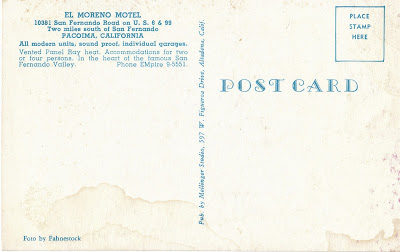 EL MORENO MOTEL
10381 San Fernando Road on U. S. 6 & 99
Two miles south of San Fernando
PACOIMA, CALIFORNIA
All modern units, sound proof, individual garages.
Vented Panel Ray heat. Accommodations for two
or four persons. In the heart of the famous San
Fernando Valley. Phone EMpire 9-5551.
Foto by Fahnestock
Pub. by Mellinger Studio, 597 W. Figueroa Drive, Altadena, Calif.
POST CARD
PLACE
STAMP
HERE